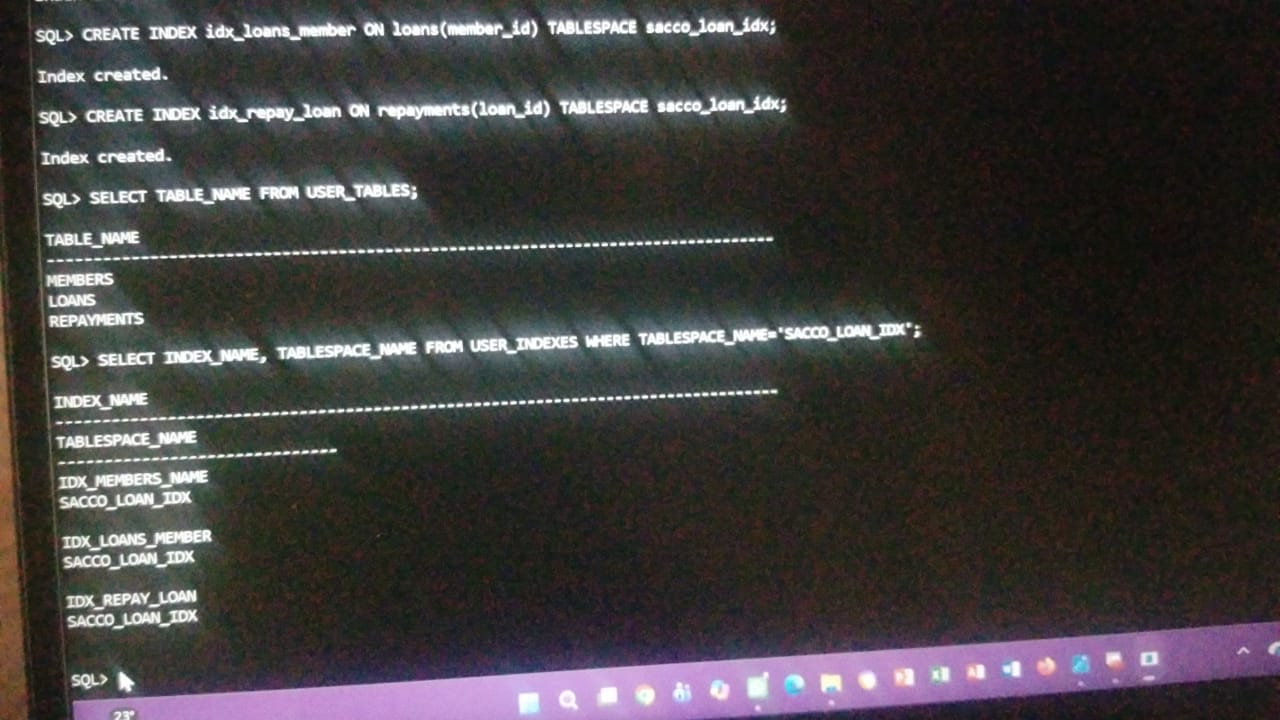 SQL> CREATE INDEX idx_loans_member ON loans(member_id) TABLESPACE sacco_loan_idx;
Index created.
SQL> CREATE INDEX idx_repay_loan ON repayments(loan_id) TABLESPACE sacco_loan_idx;
Index created.
SQL> SELECT TABLE_NAME FROM USER_TABLES;
TABLE_NAME
--------------------------------------------------------------------------------
MEMBERS
LOANS
REPAYMENTS
SQL> SELECT INDEX_NAME, TABLESPACE_NAME FROM USER_INDEXES WHERE TABLESPACE_NAME='SACCO_LOAN_IDX';
INDEX_NAME
--------------------------------------------------------------------------------
TABLESPACE_NAME
------------------------------
IDX_MEMBERS_NAME
SACCO_LOAN_IDX
IDX_LOANS_MEMBER
SACCO_LOAN_IDX
IDX_REPAY_LOAN
SACCO_LOAN_IDX
SQL>
23°